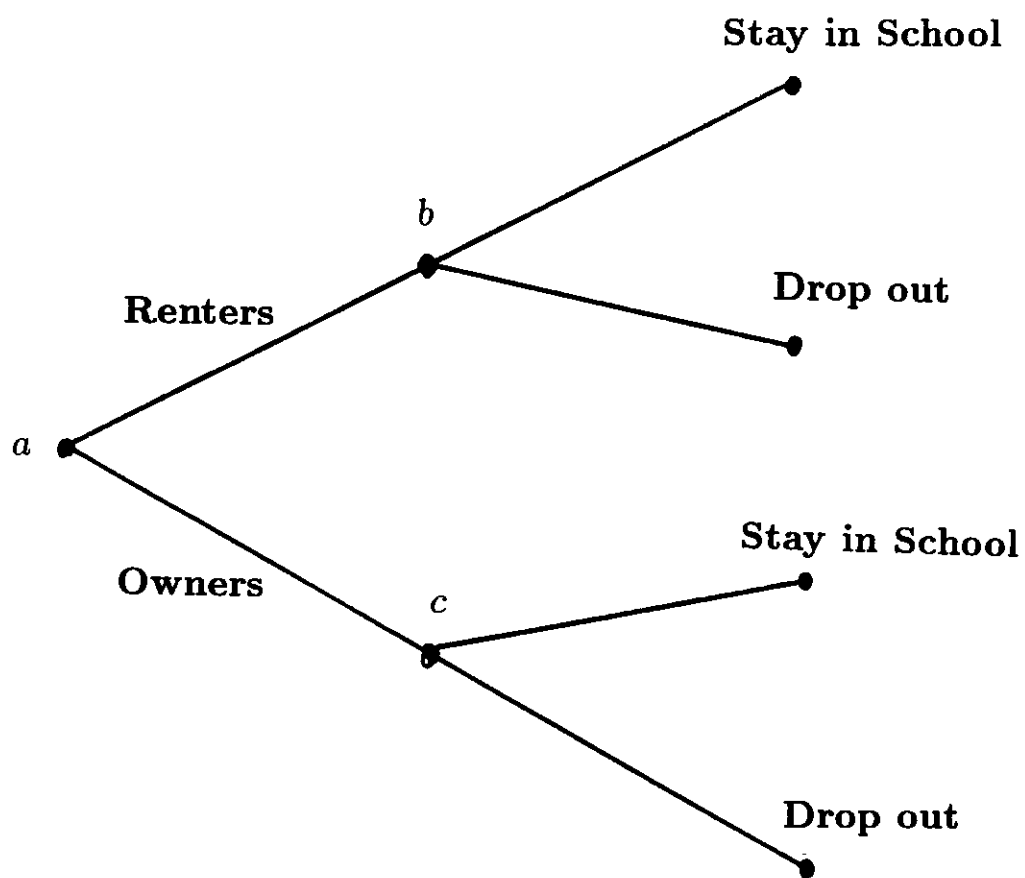 Stay in School
b
Drop out
Renters
a
Stay in School
Owners
c
Drop out